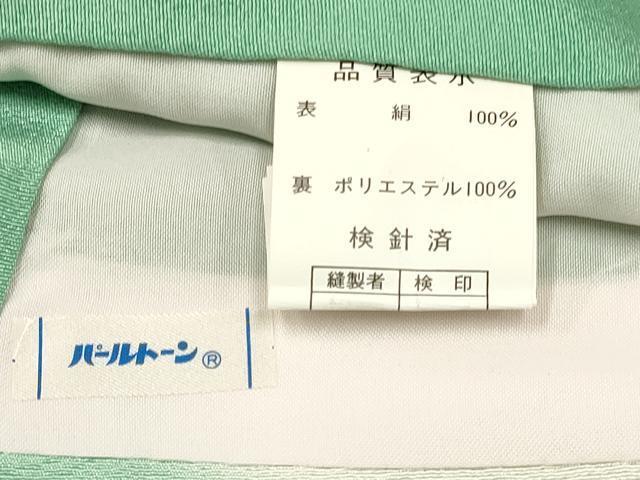 品質表示
表 絹 100%
裏 ポリエステル100%
検針済
縫製者 検印
パールトーン®